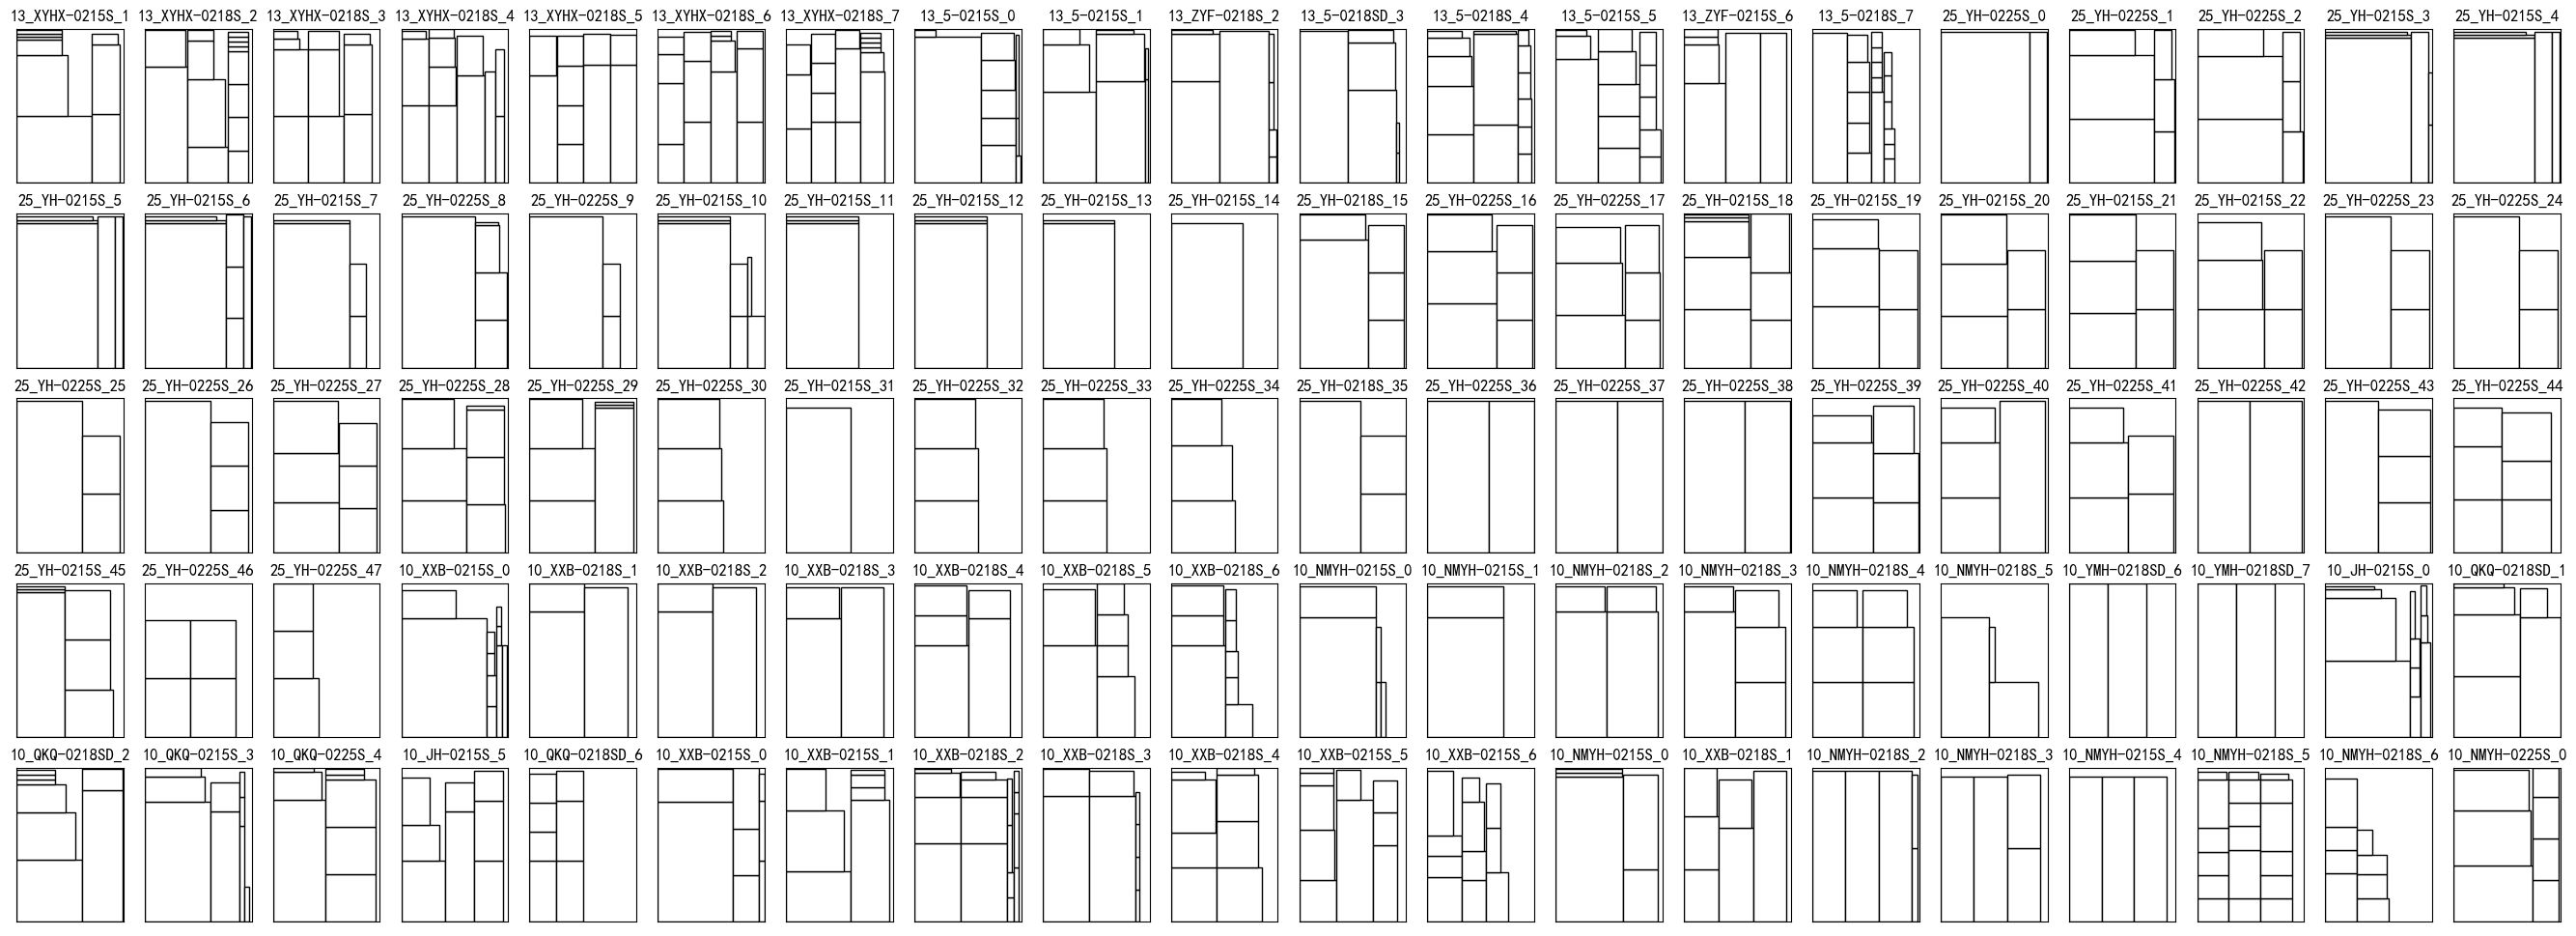 13_XYHX-0215S_1 13_XYHX-0218S_2 13_XYHX-0218S_3 13_XYHX-0218S_4 13_XYHX-0218S_5 13_XYHX-0218S_6 13_XYHX-0218S_7 13_5-0215S_0 13_5-0215S_1 13_ZYF-0218S_2 13_5-0218SD_3 13_5-0218S_4 13_5-0215S_5 13_ZYF-0215S_6 13_5-0218S_7 25_YH-0225S_0 25_YH-0225S_1 25_YH-0225S_2 25_YH-0215S_3 25_YH-0215S_4
25_YH-0215S_5 25_YH-0215S_6 25_YH-0215S_7 25_YH-0225S_8 25_YH-0225S_9 25_YH-0215S_10 25_YH-0215S_11 25_YH-0215S_12 25_YH-0215S_13 25_YH-0215S_14 25_YH-0218S_15 25_YH-0225S_16 25_YH-0225S_17 25_YH-0215S_18 25_YH-0215S_19 25_YH-0215S_20 25_YH-0215S_21 25_YH-0215S_22 25_YH-0225S_23 25_YH-0225S_24
25_YH-0225S_25 25_YH-0225S_26 25_YH-0225S_27 25_YH-0225S_28 25_YH-0225S_29 25_YH-0225S_30 25_YH-0215S_31 25_YH-0225S_32 25_YH-0225S_33 25_YH-0225S_34 25_YH-0218S_35 25_YH-0225S_36 25_YH-0225S_37 25_YH-0225S_38 25_YH-0225S_39 25_YH-0225S_40 25_YH-0225S_41 25_YH-0225S_42 25_YH-0225S_43 25_YH-0225S_44
25_YH-0215S_45 25_YH-0225S_46 25_YH-0225S_47 10_XXB-0215S_0 10_XXB-0218S_1 10_XXB-0218S_2 10_XXB-0218S_3 10_XXB-0218S_4 10_XXB-0218S_5 10_XXB-0218S_6 10_NMYH-0215S_0 10_NMYH-0215S_1 10_NMYH-0218S_2 10_NMYH-0218S_3 10_NMYH-0218S_4 10_NMYH-0218S_5 10_YMH-0218SD_6 10_YMH-0218SD_7 10_JH-0215S_0 10_QKQ-0218SD_1
10_QKQ-0218SD_2 10_QKQ-0215S_3 10_QKQ-0225S_4 10_JH-0215S_5 10_QKQ-0218SD_6 10_XXB-0215S_0 10_XXB-0215S_1 10_XXB-0218S_2 10_XXB-0218S_3 10_XXB-0218S_4 10_XXB-0215S_5 10_XXB-0215S_6 10_NMYH-0215S_0 10_XXB-0218S_1 10_NMYH-0218S_2 10_NMYH-0218S_3 10_NMYH-0215S_4 10_NMYH-0218S_5 10_NMYH-0218S_6 10_NMYH-0225S_0